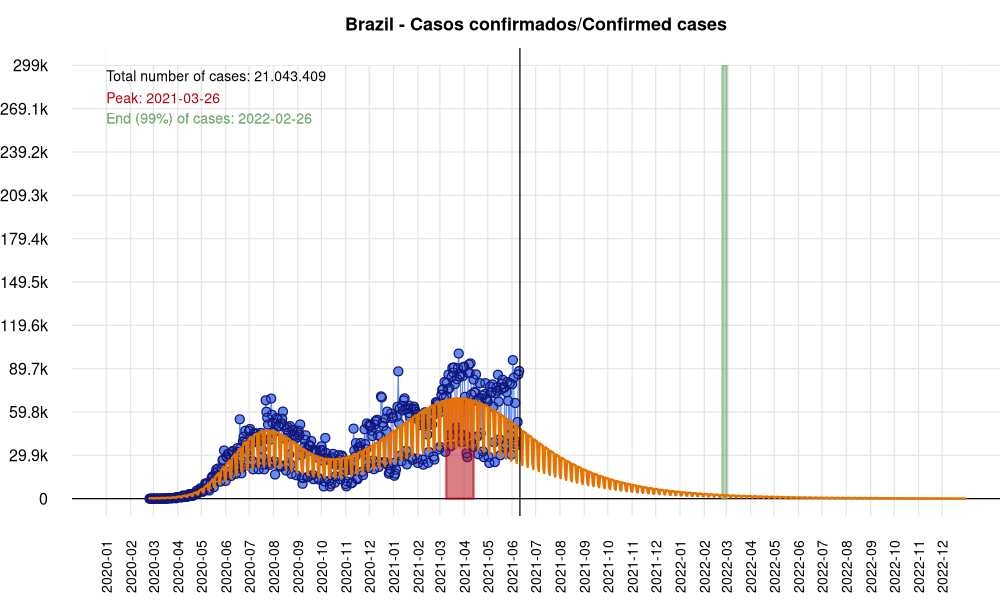 Brazil - Casos confirmados/Confirmed cases
Total number of cases: 21.043.409
Peak: 2021-03-26
End (99%) of cases: 2022-02-26
299k
269.1k
239.2k
209.3k
179.4k
149.5k
119.6k
89.7k
59.8k
29.9k
0
2020-01
2020-02
2020-03
2020-04
2020-05
2020-06
2020-07
2020-08
2020-09
2020-10
2020-11
2020-12
2021-01
2021-02
2021-03
2021-04
2021-05
2021-06
2021-07
2021-08
2021-09
2021-10
2021-11
2021-12
2022-01
2022-02
2022-03
2022-04
2022-05
2022-06
2022-07
2022-08
2022-09
2022-10
2022-11
2022-12